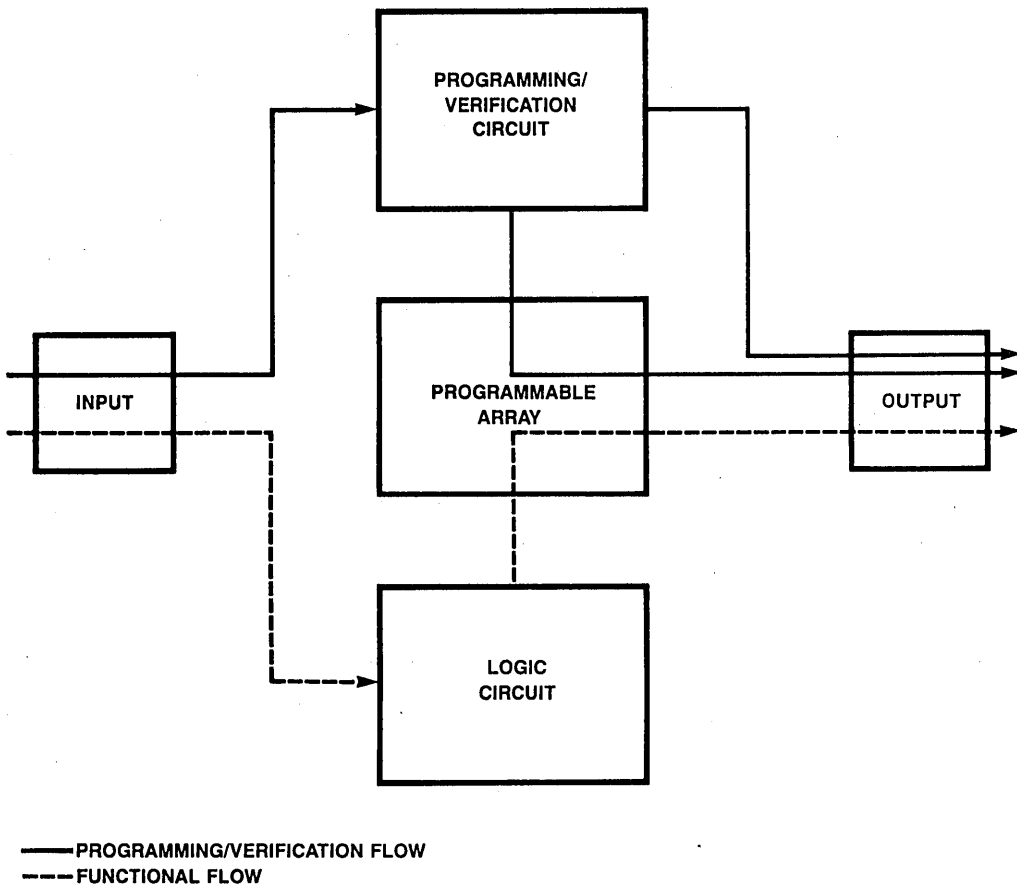 PROGRAMMING/
VERIFICATION
CIRCUIT
INPUT
PROGRAMMABLE
ARRAY
OUTPUT
LOGIC
CIRCUIT
PROGRAMMING/VERIFICATION FLOW
FUNCTIONAL FLOW